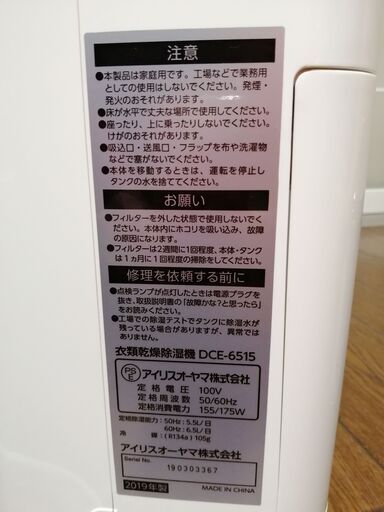 注意
●本製品は家庭用です。工場などで業務用
としての使用はしないでください。発煙・
発火のおそれがあります。
●床が水平で丈夫な場所で使用してください。
●座ったり、上に乗ったりしないでください。
けがのおそれがあります。
●吸込口・送風口・フラップを布や洗濯物
などで塞がないでください。
●本体を移動するときは、運転を停止し
タンクの水を捨ててください。
お願い
●フィルターを外した状態で使用しないでく
ださい。本体内にホコリを吸い込み、故障
の原因になります。
●フィルターは2週間に1回程度、本体・タンク
は1ヵ月に1回程度の掃除をしてください。
修理を依頼する前に
●点検ランプが点灯したときは電源プラグを
抜き、取扱説明書の「故障かな?と思ったら」
をお読みください。
●工場での除湿テストでタンクに除湿水が
残っている場合がありますが、異常では
ありません。
衣類乾燥除湿機 DCE-6515
PSE アイリスオーヤマ株式会社
定格電圧: 100V
定格周波数: 50/60Hz
定格消費電力: 155/175W
定格除湿能力: 50Hz: 5.5L/日
60Hz: 6.5L/日
冷 媒: (R134a) 105g
アイリスオーヤマ株式会社
Serial No.
190303367
2019年製 MADE IN CHINA